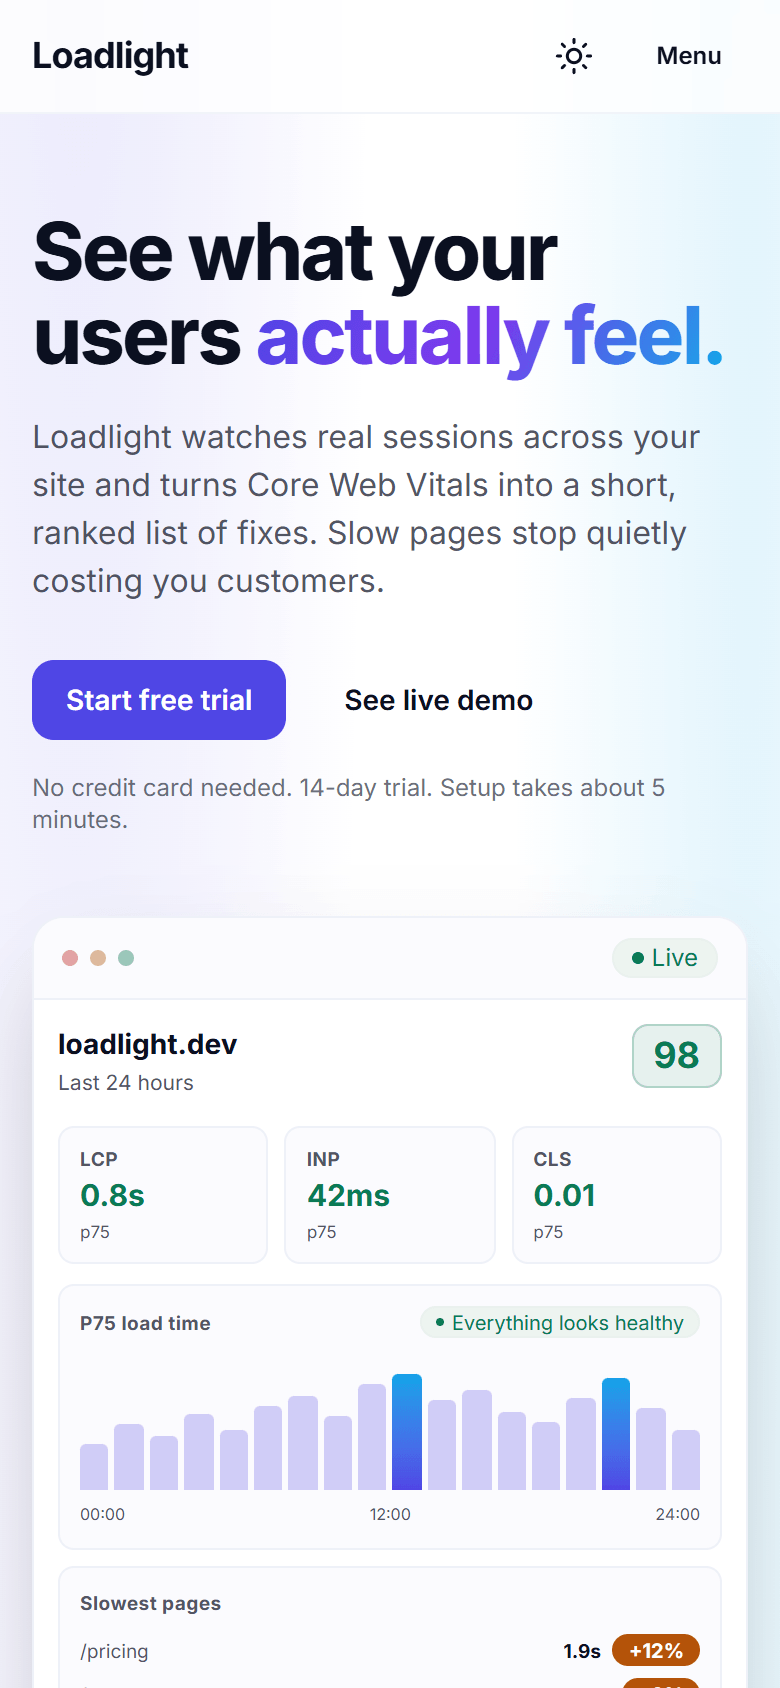 Loadlight
Menu
See what your
users actually feel.
Loadlight watches real sessions across your
site and turns Core Web Vitals into a short,
ranked list of fixes. Slow pages stop quietly
costing you customers.
Start free trial
See live demo
No credit card needed. 14-day trial. Setup takes about 5
minutes.
Live
loadlight.dev
98
Last 24 hours
LCP
0.8s
p75
INP
42ms
p75
CLS
0.01
p75
P75 load time
Everything looks healthy
00:00
12:00
24:00
Slowest pages
/pricing
1.9s
+12%